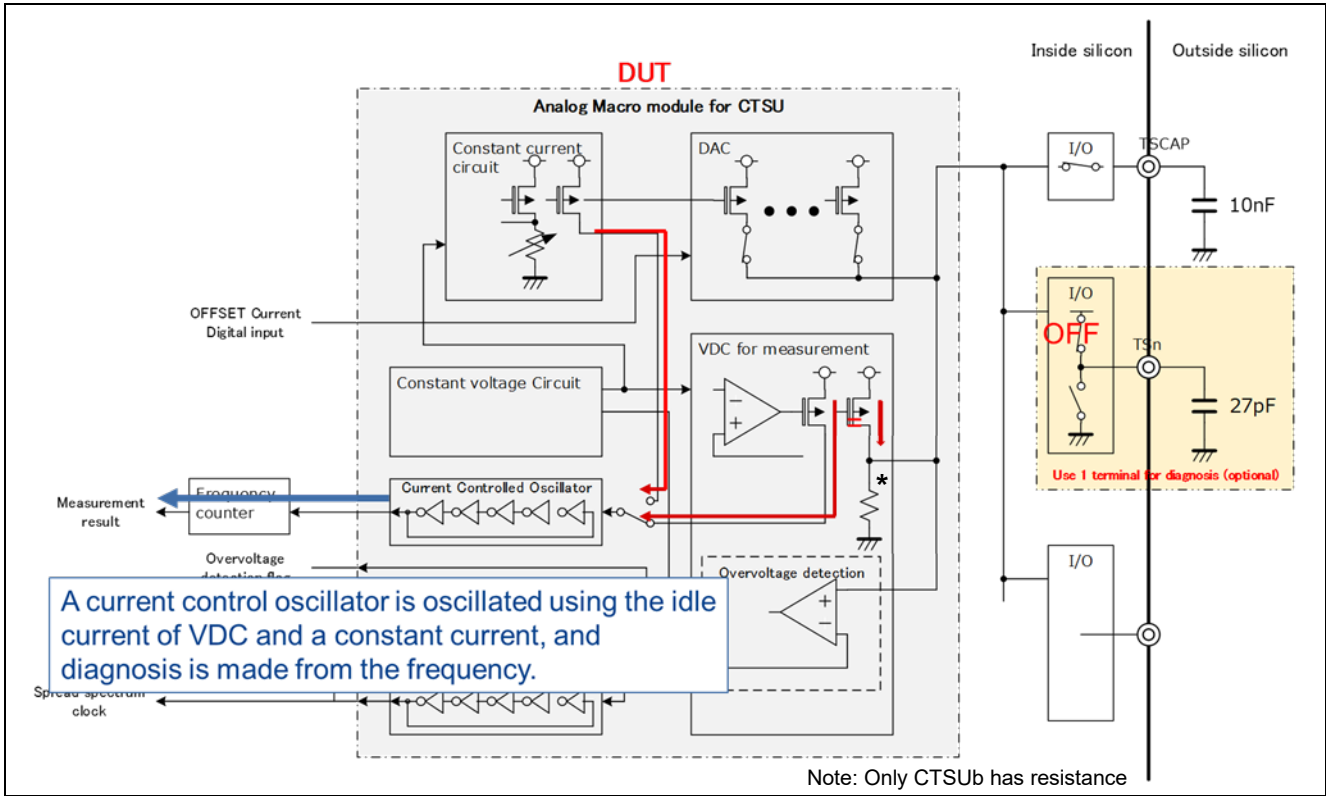 Inside silicon
Outside silicon
DUT
Analog Macro module for CTSU
Constant current
circuit
DAC
I/O
TSCAP
10nF
I/O
OFF
TSn
27pF
Use 1 terminal for diagnosis (optional)
OFFSET Current
Digital input
Constant voltage Circuit
VDC for measurement
−
+
E
*
Current Controlled Oscillator
Measurement
result
Frequency
counter
Overvoltage
detection flag
Overvoltage detection
+
−
I/O
A current control oscillator is oscillated using the idle
current of VDC and a constant current, and
diagnosis is made from the frequency.
Spread spectrum
clock
Note: Only CTSUb has resistance